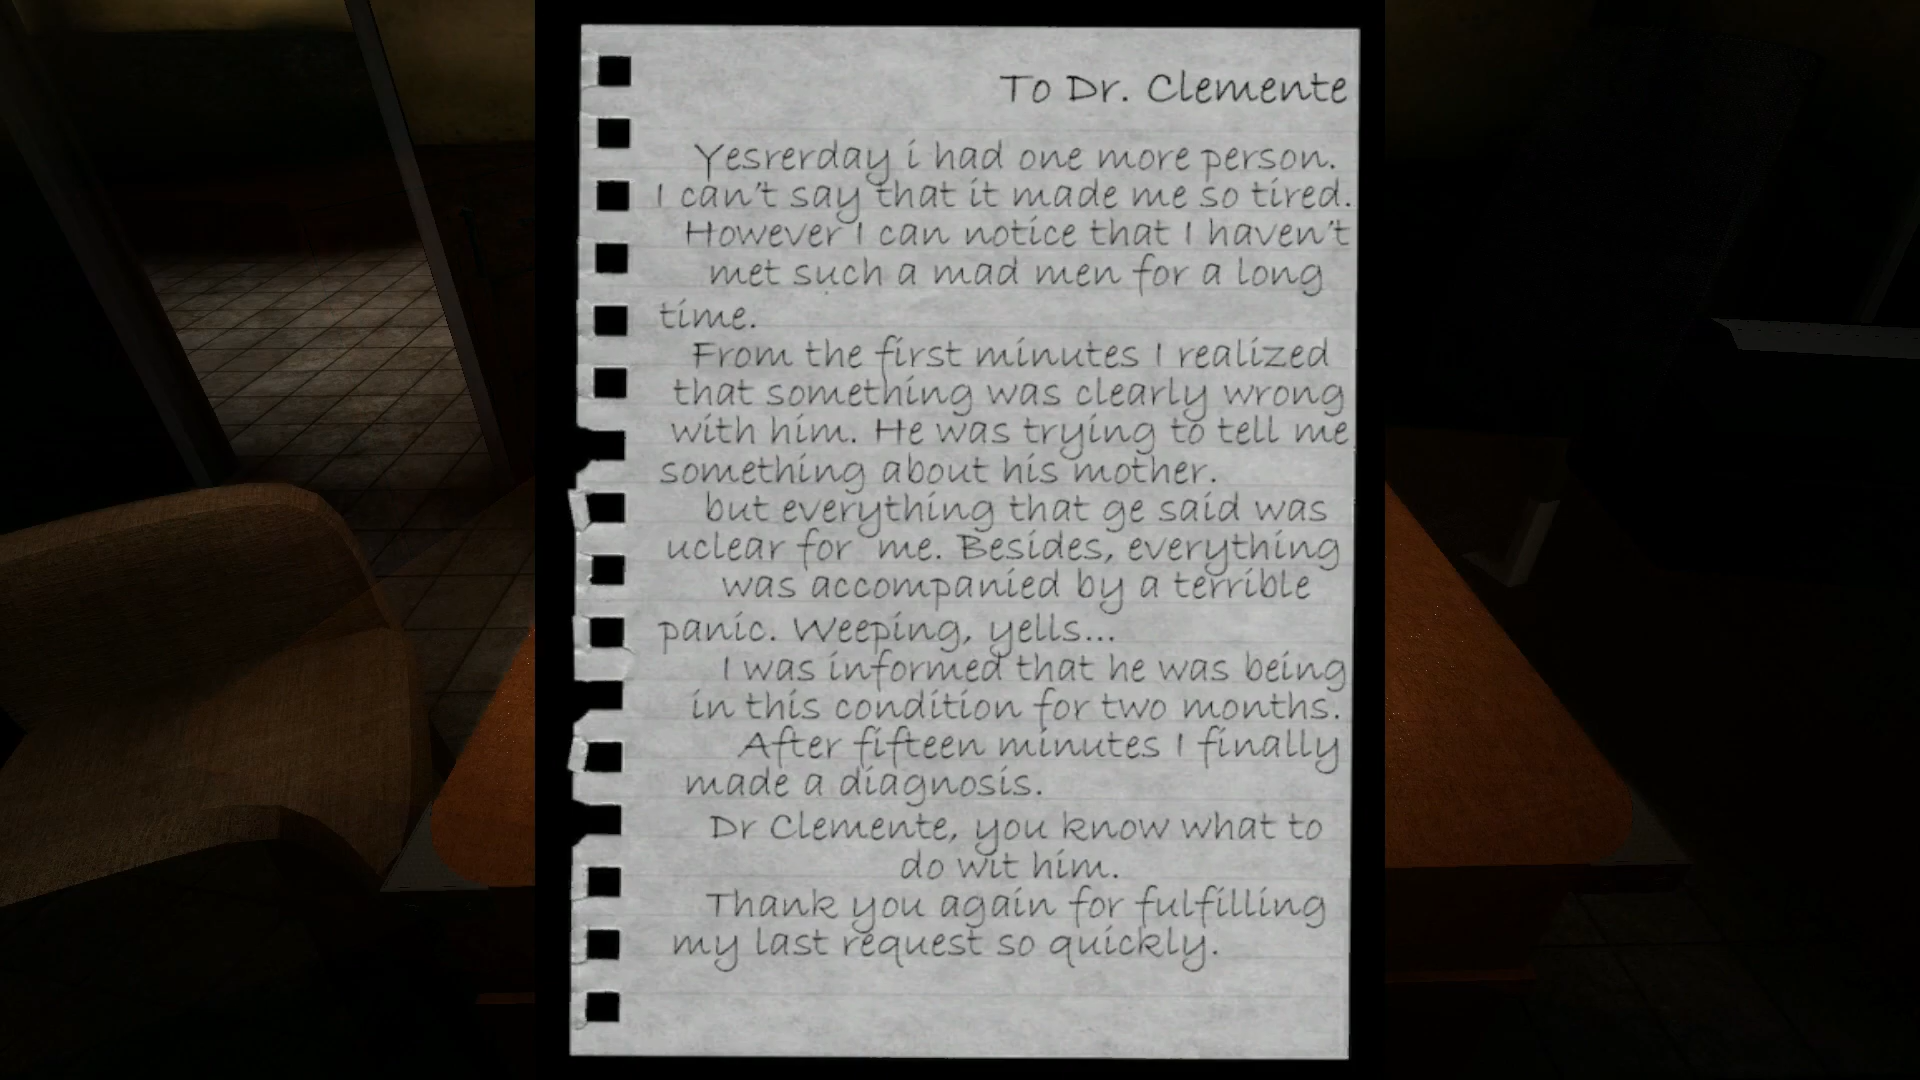 To Dr. Clemente
Yesrerday i had one more person.
I can't say that it made me so tired.
However I can notice that I haven't
met such a mad men for a long
time.
From the first minutes I realized
that something was clearly wrong
with him. He was trying to tell me
something about his mother.
but everything that ge said was
uclear for me. Besides, everything
was accompanied by a terrible
panic. Weeping, yells...
I was informed that he was being
in this condition for two months.
After fifteen minutes I finally
made a diagnosis.
Dr Clemente, you know what to
do wit him.
Thank you again for fulfilling
my last request so quickly.